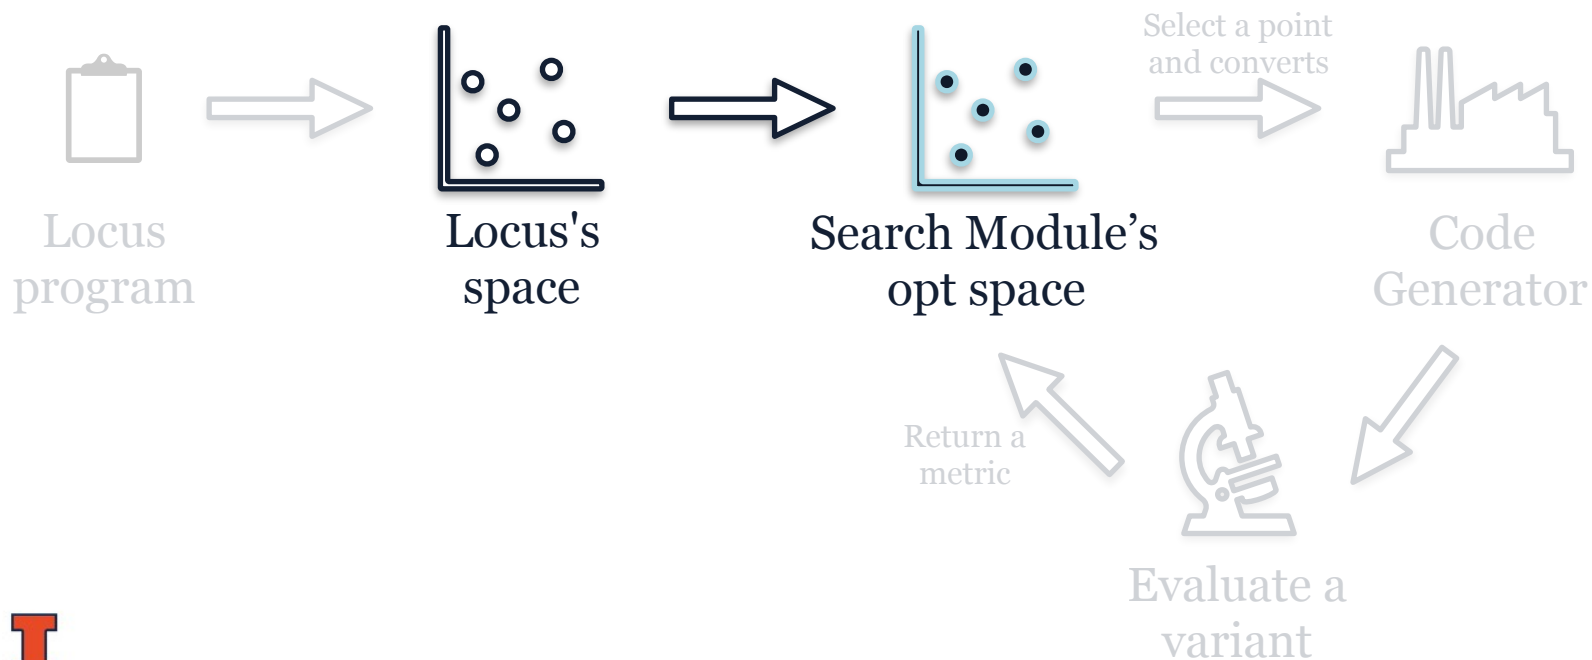 Select a point
and converts
Locus
program
Locus's
space
Search Module’s
opt space
Code
Generator
Return a
metric
Evaluate a
variant